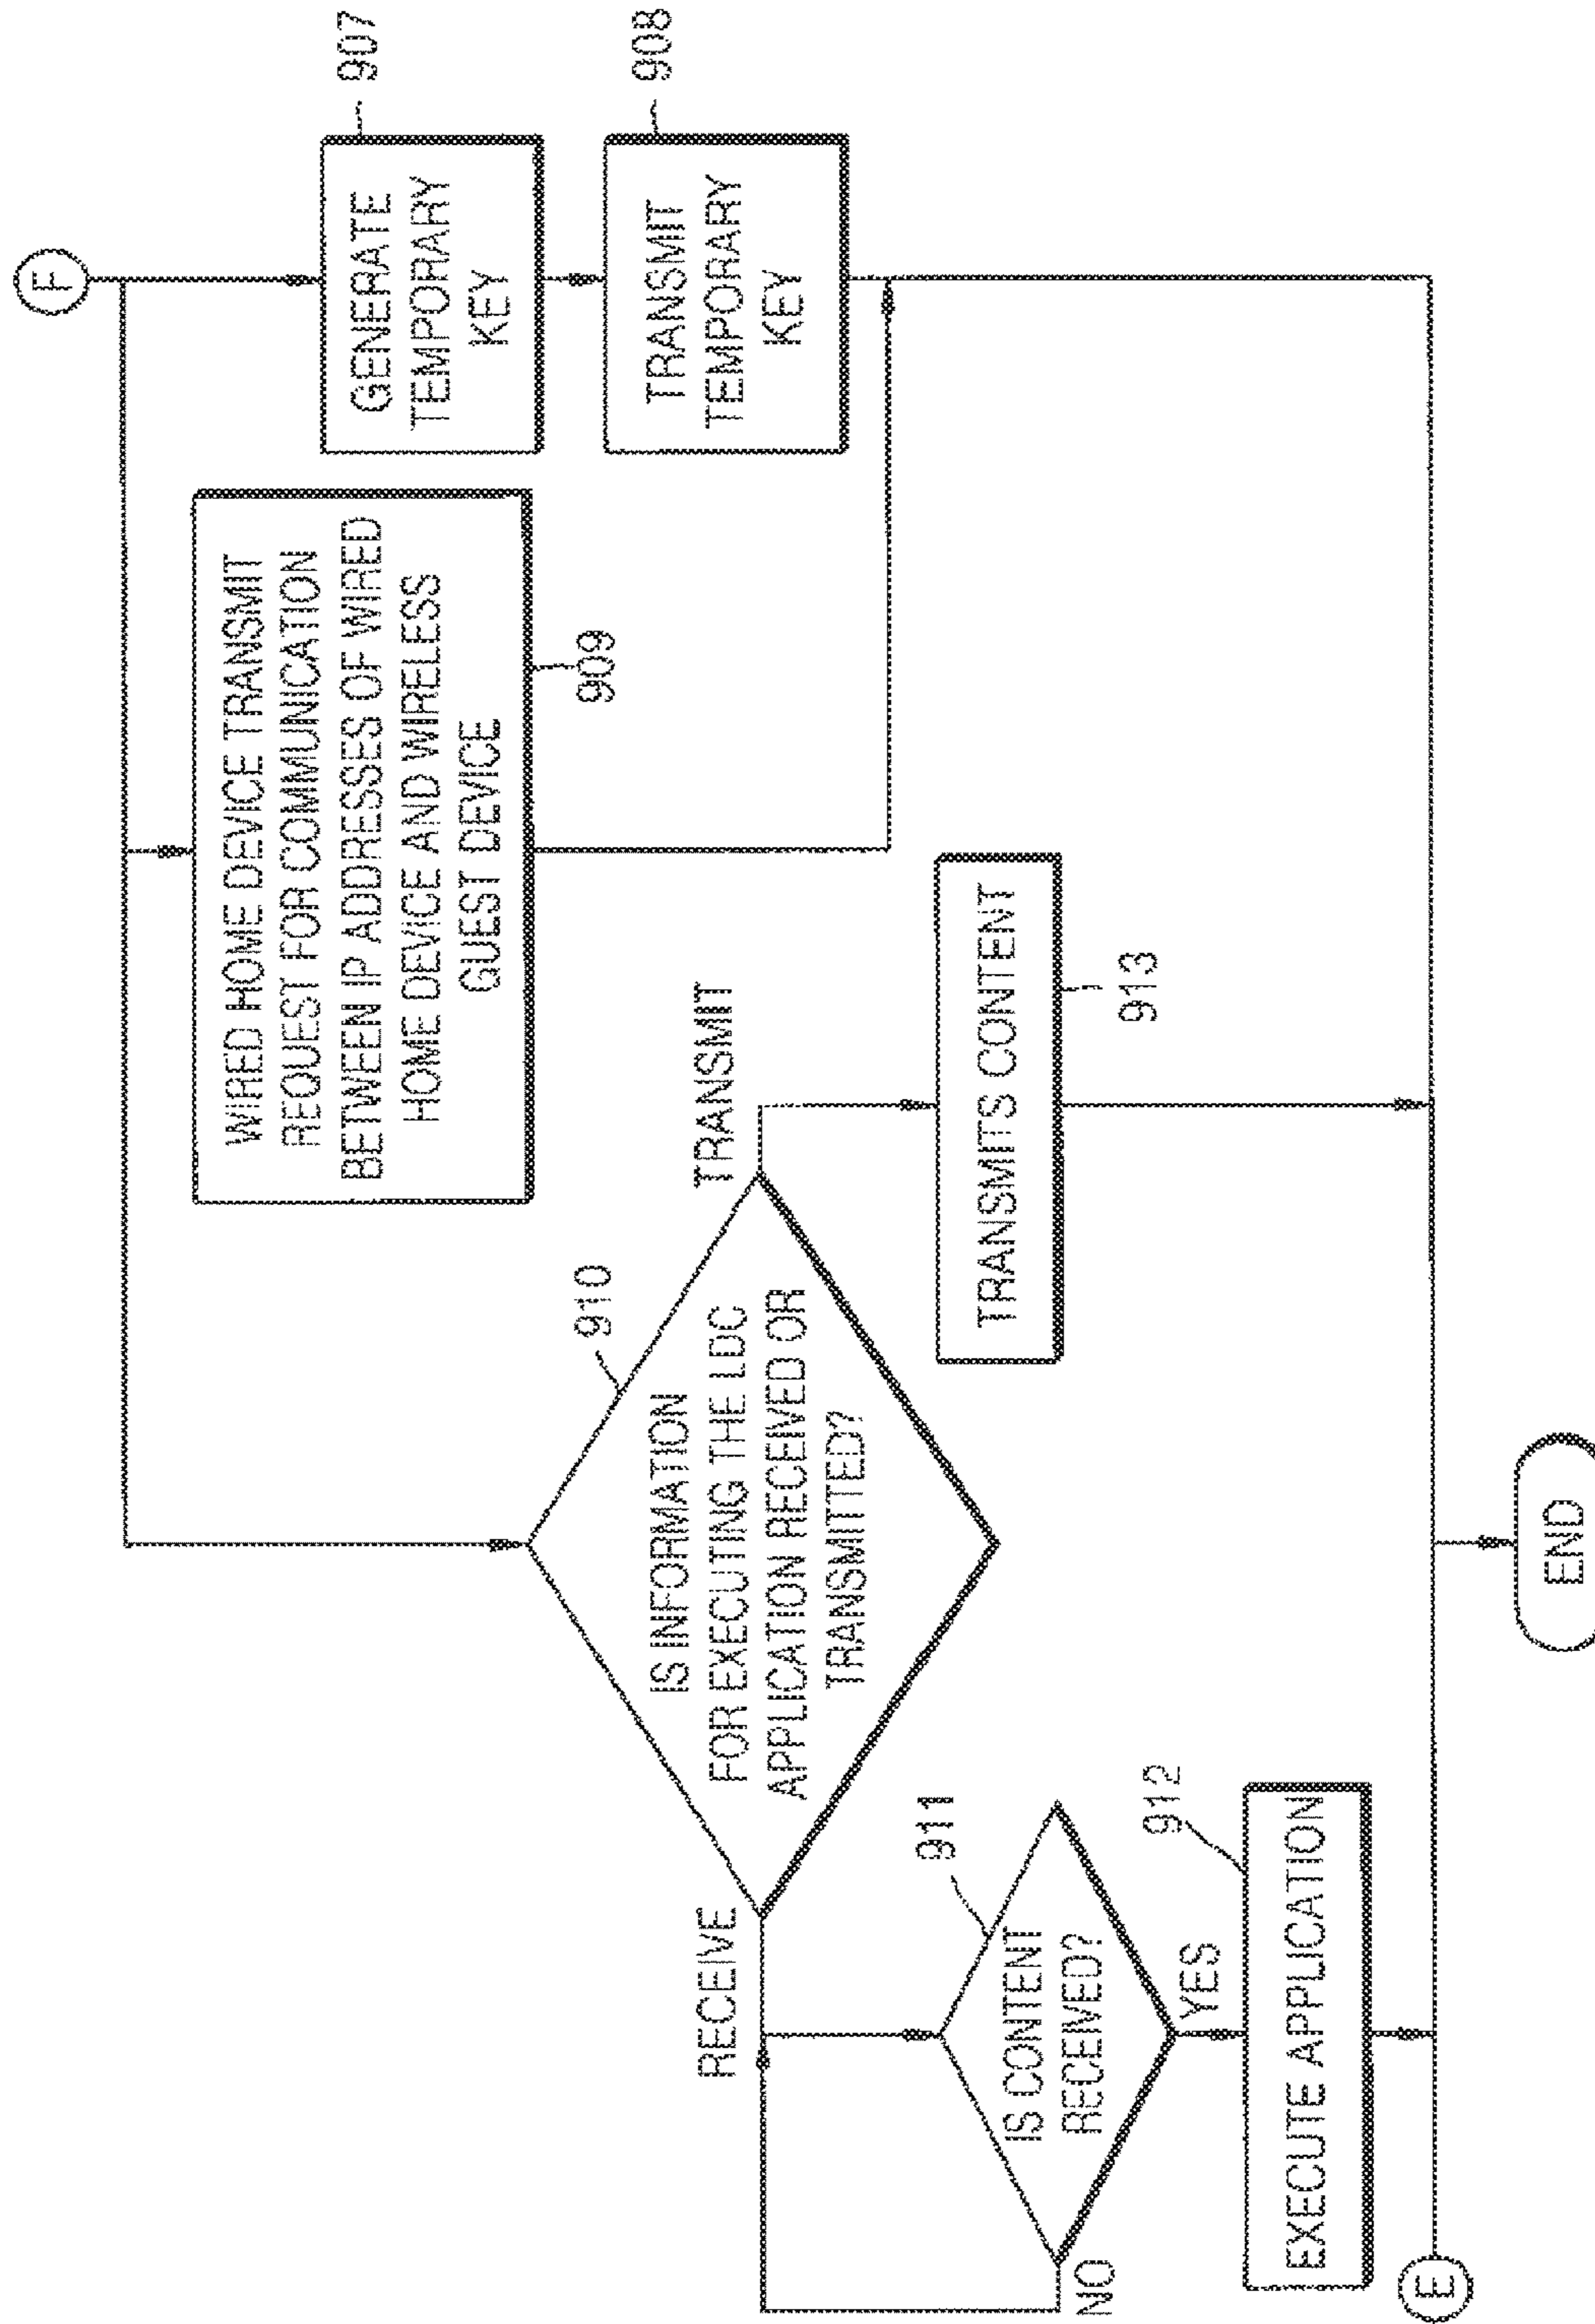 F
907
GENERATE
TEMPORARY
KEY
908
TRANSMIT
TEMPORARY
KEY
WIRED HOME DEVICE TRANSMIT
REQUEST FOR COMMUNICATION
BETWEEN IP ADDRESSES OF WIRED
HOME DEVICE AND WIRELESS
GUEST DEVICE
909
910
IS INFORMATION
FOR EXECUTING THE LDC
APPLICATION RECEIVED OR
TRANSMITTED?
TRANSMIT
TRANSMITS CONTENT
913
RECEIVE
911
IS CONTENT
RECEIVED?
NO
YES
912
EXECUTE APPLICATION
E
END